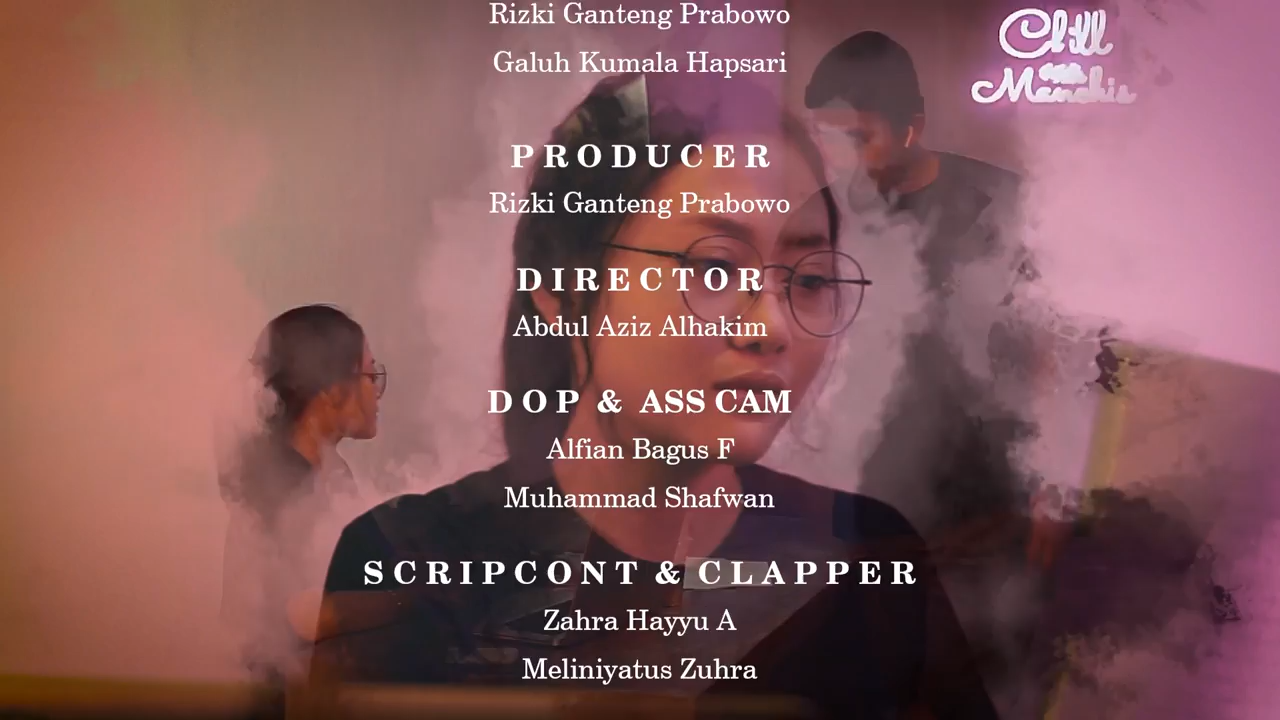 Rizki Ganteng Prabowo
Galuh Kumala Hapsari
Chill
PRODUCER
Rizki Ganteng Prabowo
DIRECTOR
Abdul Aziz Alhakim
DOP & ASS CAM
Alfian Bagus F
Muhammad Shafwan
SCRIPCONT & CLAPPER
Zahra Hayyu A
Meliniyatus Zuhra